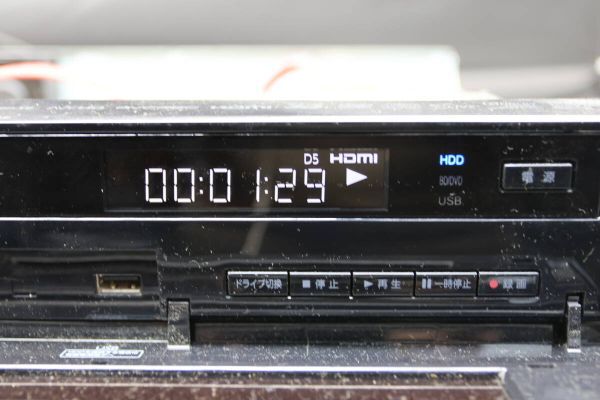 D5 HDMI
00:01:29
HDD
BD/DVD
USB
電源
ドライブ切換
停止
再生
一時停止
録画